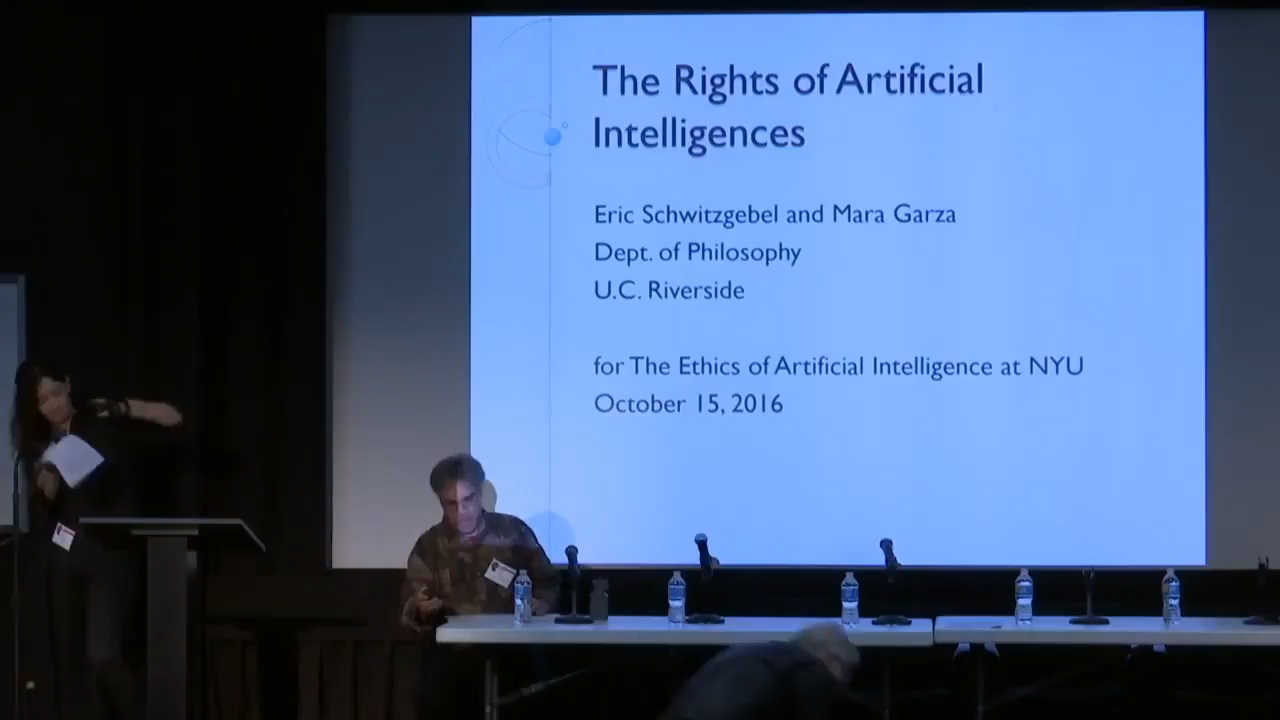 The Rights of Artificial
Intelligences
Eric Schwitzgebel and Mara Garza
Dept. of Philosophy
U.C. Riverside
for The Ethics of Artificial Intelligence at NYU
October 15, 2016